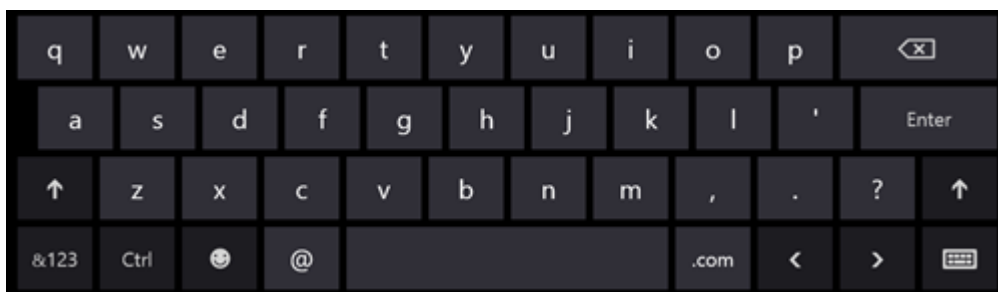 q w e r t y u i o p
a s d f g h j k l ' Enter
z x c v b n m , . ?
&123 Ctrl @ .com < >